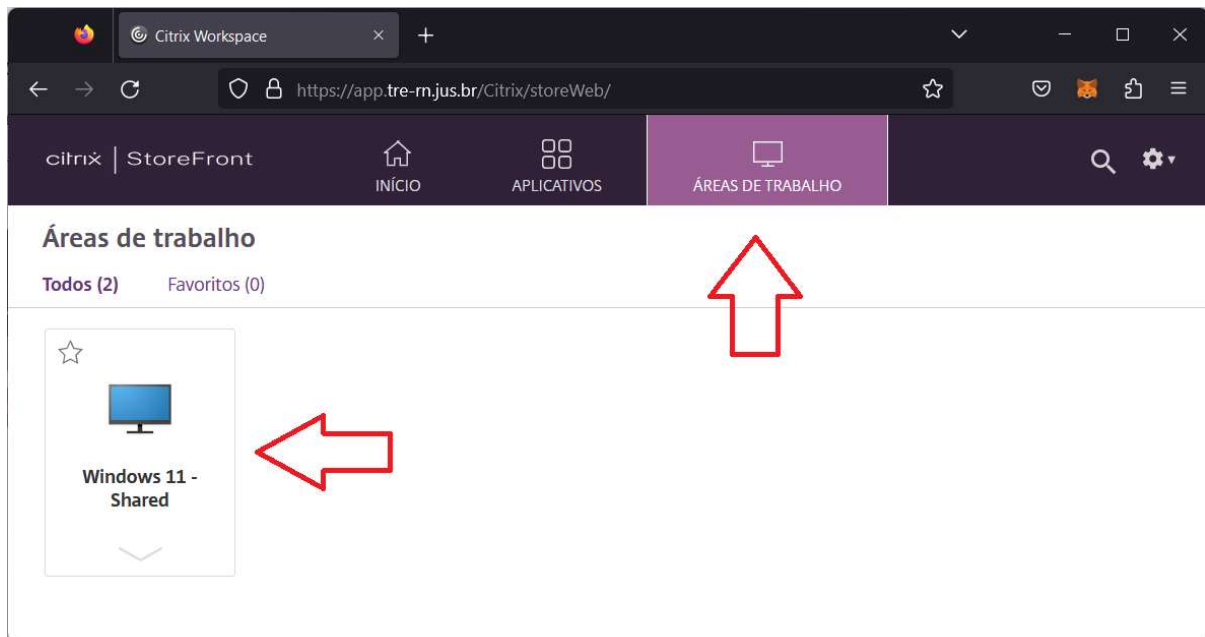 Citrix Workspace
https://app.tre-rn.jus.br/Citrix/storeWeb/
citrix | StoreFront
INÍCIO
APLICATIVOS
ÁREAS DE TRABALHO
Áreas de trabalho
Todos (2) Favoritos (0)
Windows 11 -
Shared